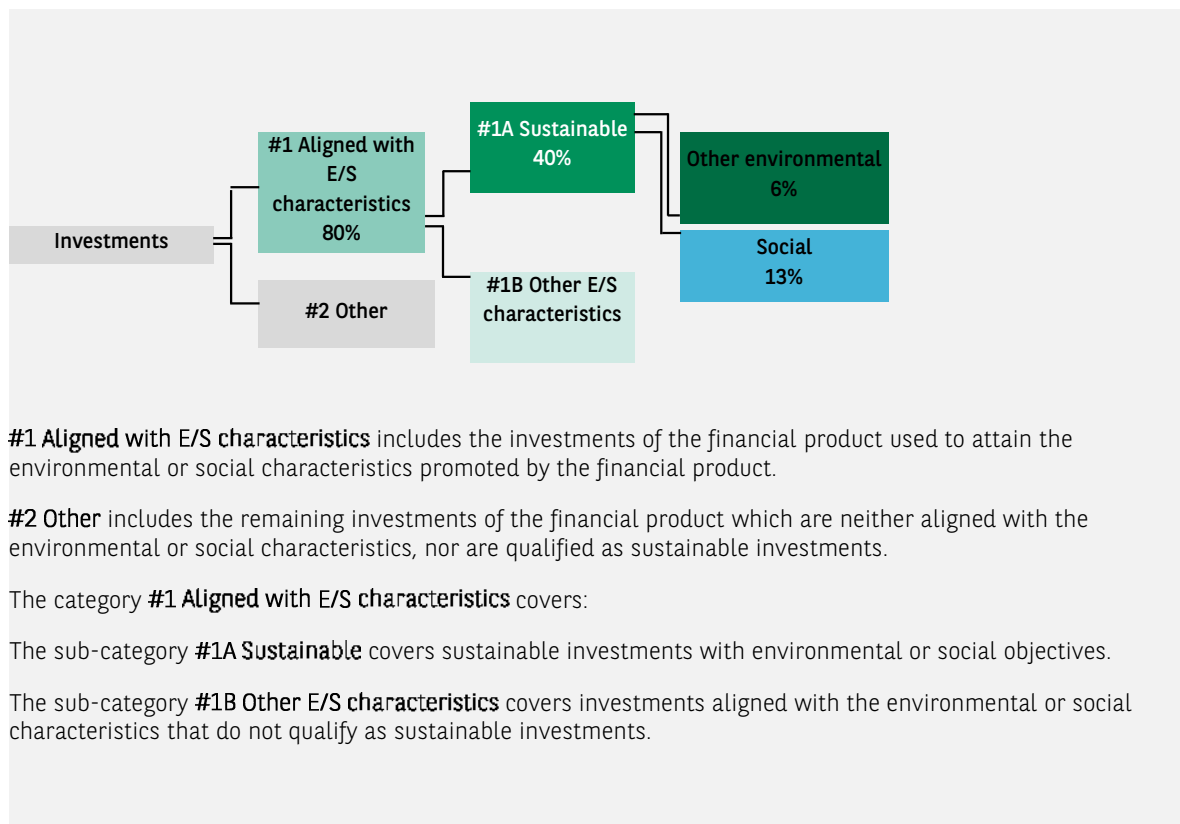 #1A Sustainable
40%
#1 Aligned with
E/S
characteristics
80%
Other environmental
6%
Investments
Social
13%
#2 Other
#1B Other E/S
characteristics
#1 Aligned with E/S characteristics includes the investments of the financial product used to attain the
environmental or social characteristics promoted by the financial product.
#2 Other includes the remaining investments of the financial product which are neither aligned with the
environmental or social characteristics, nor are qualified as sustainable investments.
The category #1 Aligned with E/S characteristics covers:
The sub-category #1A Sustainable covers sustainable investments with environmental or social objectives.
The sub-category #1B Other E/S characteristics covers investments aligned with the environmental or social
characteristics that do not qualify as sustainable investments.